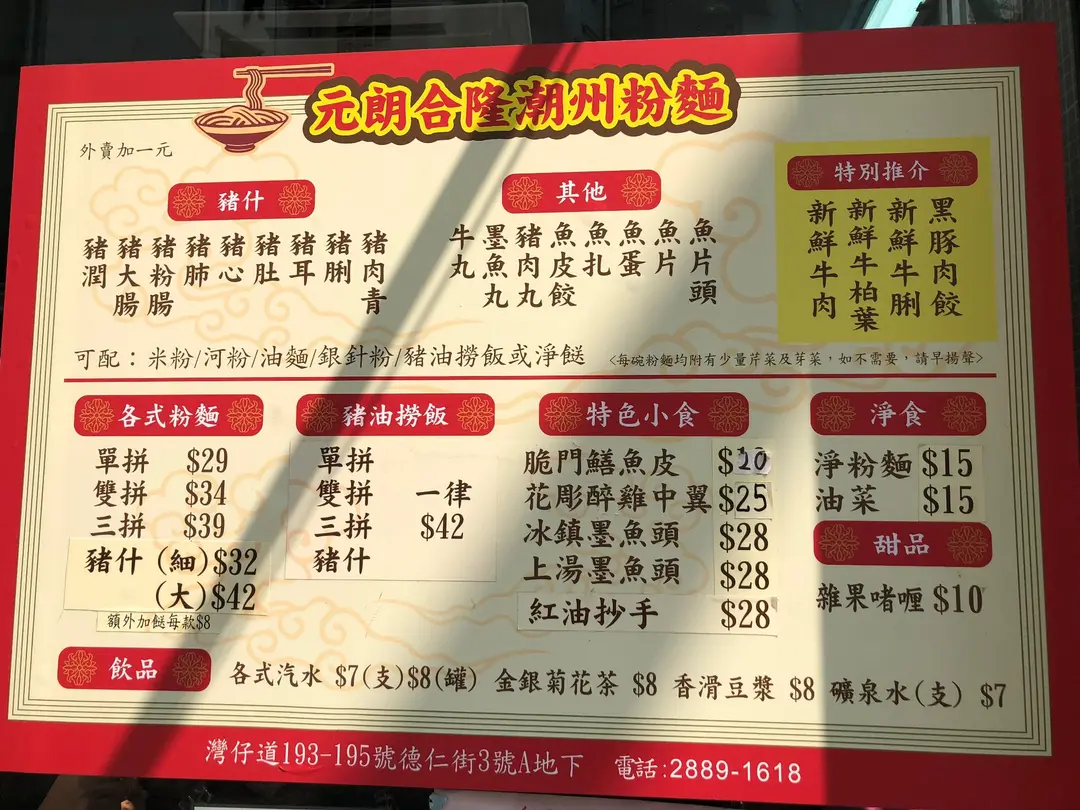 元朗合隆潮州粉麵
外賣加一元
豬什
豬潤
豬大腸
豬粉腸
豬肺
豬心
豬肚
豬耳
豬脷
豬肉青
其他
牛丸
墨魚丸
豬肉丸
魚皮餃
魚扎
魚蛋
魚片
魚片頭
特別推介
新鮮牛肉
新鮮牛柏葉
新鮮牛脷
黑豚肉餃
可配：米粉/河粉/油麵/銀針粉/豬油撈飯或淨餸
<每碗粉麵均附有少量芹菜及芽菜，如不需要，請早揚聲>
各式粉麵
單拼 $29
雙拼 $34
三拼 $39
豬什 (細)$32
(大)$42
額外加餸每款$8
豬油撈飯
單拼
雙拼 一律
三拼 $42
豬什
特色小食
脆門鱔魚皮 $20
花彫醉雞中翼 $25
冰鎮墨魚頭 $28
上湯墨魚頭 $28
紅油抄手 $28
淨食
淨粉麵 $15
油菜 $15
甜品
雜果啫喱 $10
飲品
各式汽水 $7(支)$8(罐) 金銀菊花茶 $8 香滑豆漿 $8 礦泉水(支) $7
灣仔道193-195號德仁街3號A地下 電話:2889-1618